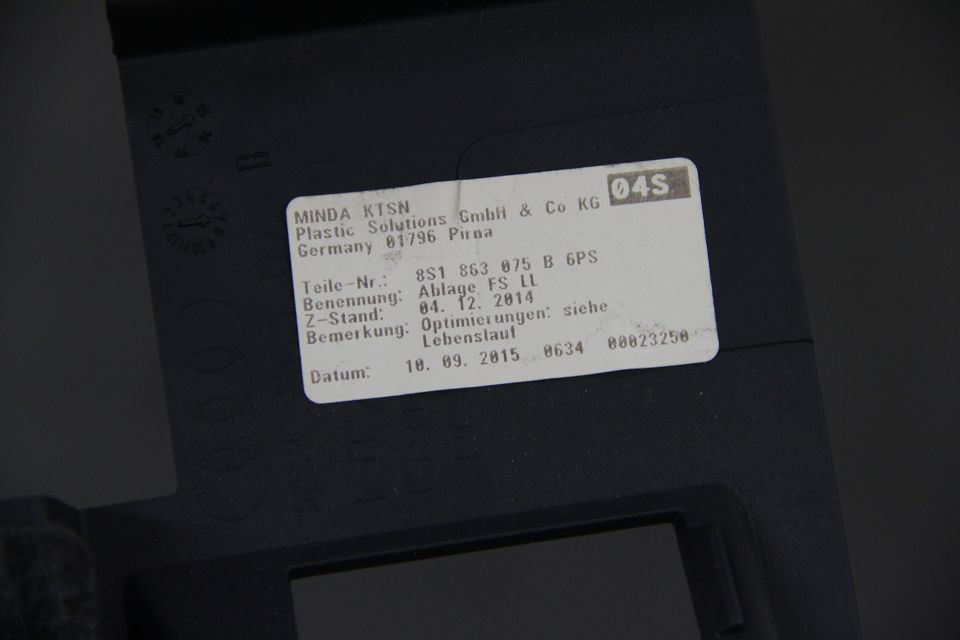 MINDA KTSN 04S
Plastic Solutions GmbH & Co KG
Germany 01796 Pirna
Teile-Nr.: 8S1 863 075 B 6PS
Benennung: Ablage FS LL
Z-Stand: 04. 12. 2014
Bemerkung: Optimierungen: siehe
Lebenslauf
Datum: 10. 09. 2015 0634 00023250
B